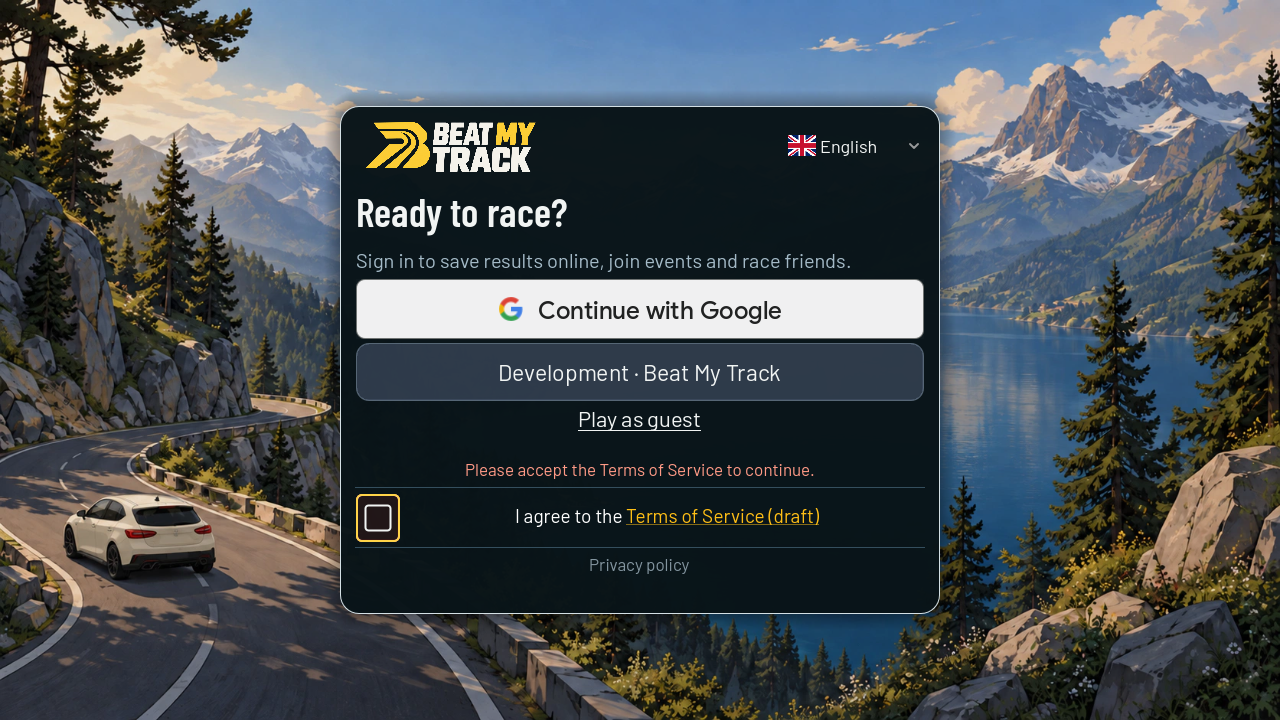 BEAT MY
TRACK
English
Ready to race?
Sign in to save results online, join events and race friends.
Continue with Google
Development · Beat My Track
Play as guest
Please accept the Terms of Service to continue.
I agree to the Terms of Service (draft)
Privacy policy